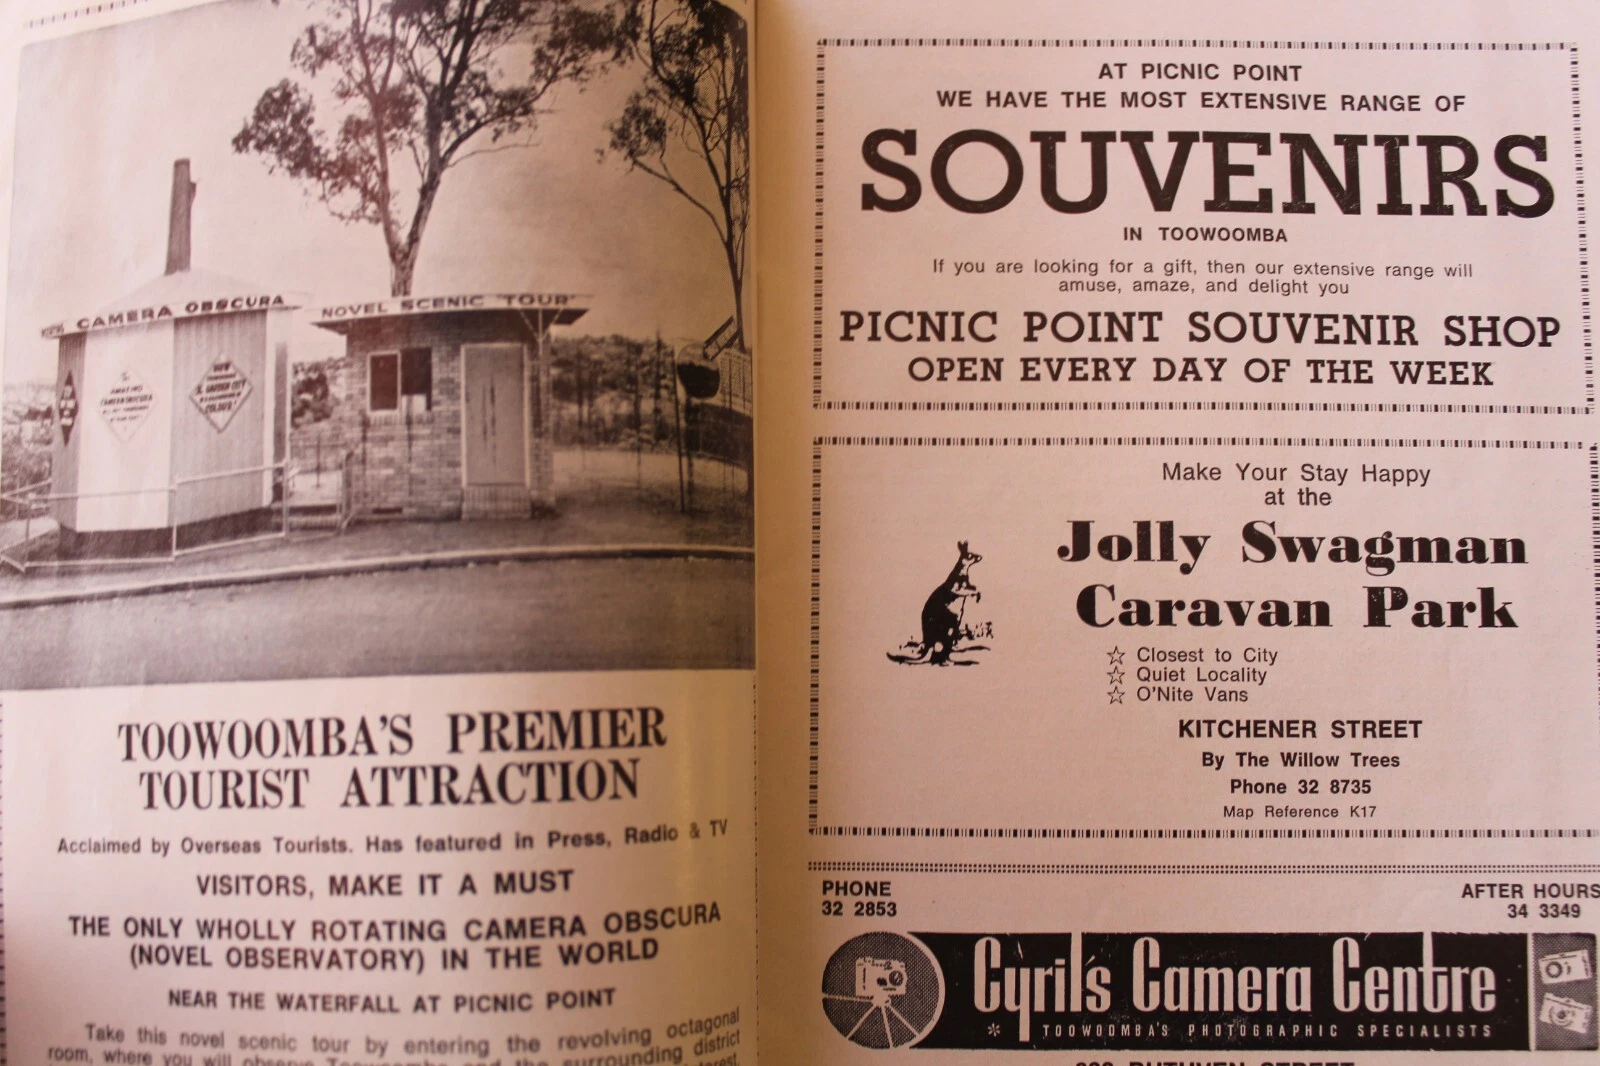 CAMERA OBSCURA
NOVEL SCENIC "TOUR"
TOOWOOMBA'S PREMIER
TOURIST ATTRACTION
Acclaimed by Overseas Tourists. Has featured in Press, Radio & TV
VISITORS, MAKE IT A MUST
THE ONLY WHOLLY ROTATING CAMERA OBSCURA
(NOVEL OBSERVATORY) IN THE WORLD
NEAR THE WATERFALL AT PICNIC POINT
Take this novel scenic tour by entering the revolving octagonal
room, where you will observe Toowoomba and the surrounding district
AT PICNIC POINT
WE HAVE THE MOST EXTENSIVE RANGE OF
SOUVENIRS
IN TOOWOOMBA
If you are looking for a gift, then our extensive range will
amuse, amaze, and delight you
PICNIC POINT SOUVENIR SHOP
OPEN EVERY DAY OF THE WEEK
Make Your Stay Happy
at the
Jolly Swagman
Caravan Park
☆ Closest to City
☆ Quiet Locality
☆ O'Nite Vans
KITCHENER STREET
By The Willow Trees
Phone 32 8735
Map Reference K17
PHONE
32 2853
AFTER HOURS
34 3349
Cyril's Camera Centre
* TOOWOOMBA'S PHOTOGRAPHIC SPECIALISTS
RUTHVEN STREET